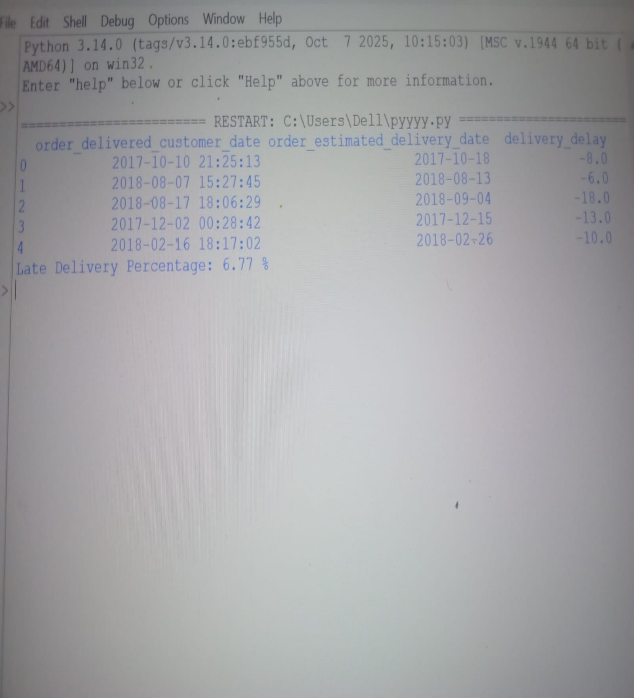 File Edit Shell Debug Options Window Help
Python 3.14.0 (tags/v3.14.0:ebf955d, Oct  7 2025, 10:15:03) [MSC v.1944 64 bit (
AMD64)] on win32.
Enter "help" below or click "Help" above for more information.
>>
======================== RESTART: C:\Users\Dell\pyyyy.py ======================
order_delivered_customer_date order_estimated_delivery_date delivery_delay
0 2017-10-10 21:25:13 2017-10-18 -8.0
1 2018-08-07 15:27:45 2018-08-13 -6.0
2 2018-08-17 18:06:29 2018-09-04 -18.0
3 2017-12-02 00:28:42 2017-12-15 -13.0
4 2018-02-16 18:17:02 2018-02-26 -10.0
Late Delivery Percentage: 6.77 %
>